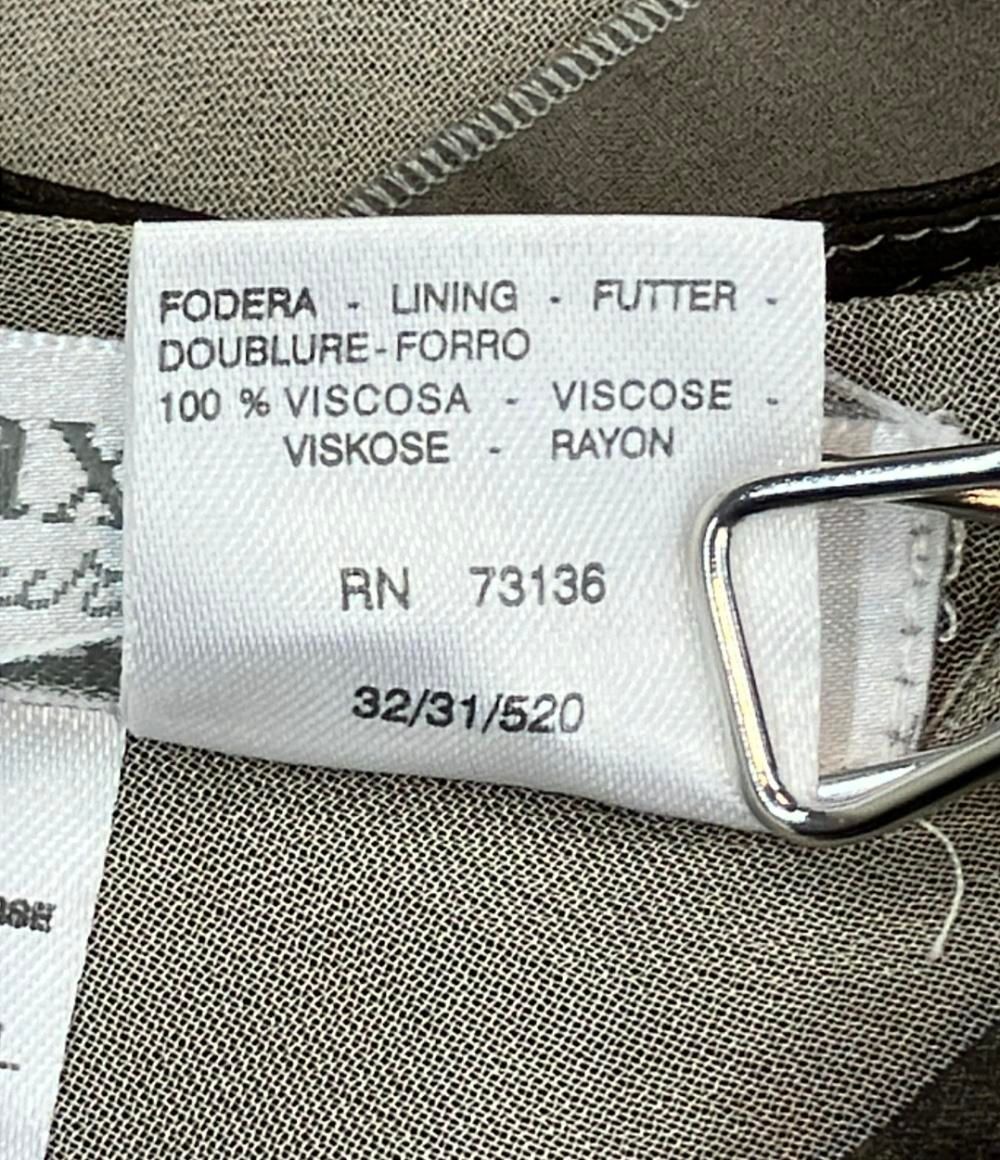 FODERA - LINING - FUTTER -
DOUBLURE-FORRO
100 % VISCOSA - VISCOSE -
VISKOSE - RAYON
RN 73136
32/31/520